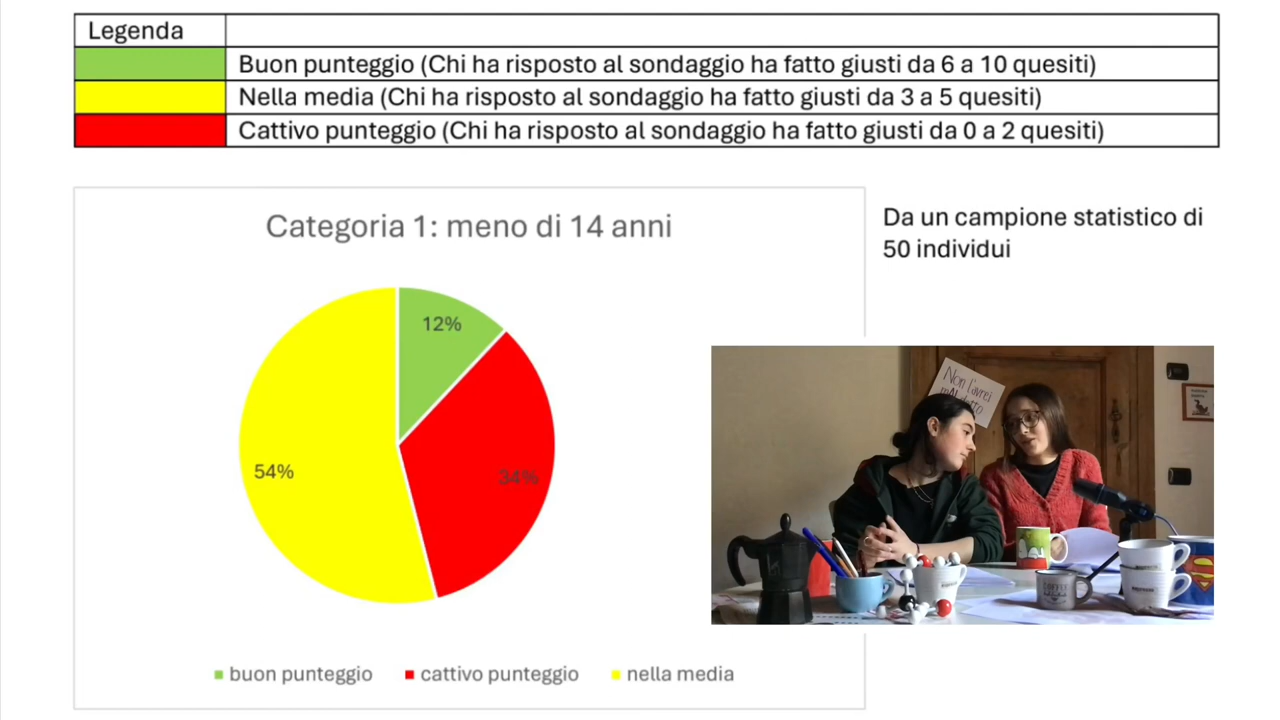 Legenda
Buon punteggio (Chi ha risposto al sondaggio ha fatto giusti da 6 a 10 quesiti)
Nella media (Chi ha risposto al sondaggio ha fatto giusti da 3 a 5 quesiti)
Cattivo punteggio (Chi ha risposto al sondaggio ha fatto giusti da 0 a 2 quesiti)
Categoria 1: meno di 14 anni
Da un campione statistico di
50 individui
12%
54%
34%
Non l'avrei
buon punteggio
cattivo punteggio
nella media